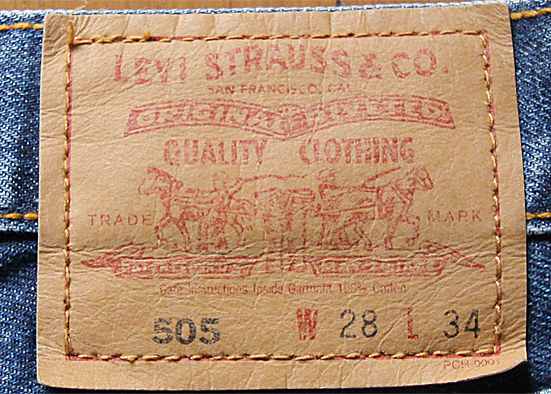 LEVI STRAUSS & CO.
SAN FRANCISCO, CAL
ORIGINAL RIVETED
QUALITY CLOTHING
TRADE MARK
Care Instructions Inside Garment 100% Cotton
505 W 28 L 34
PCH-0001